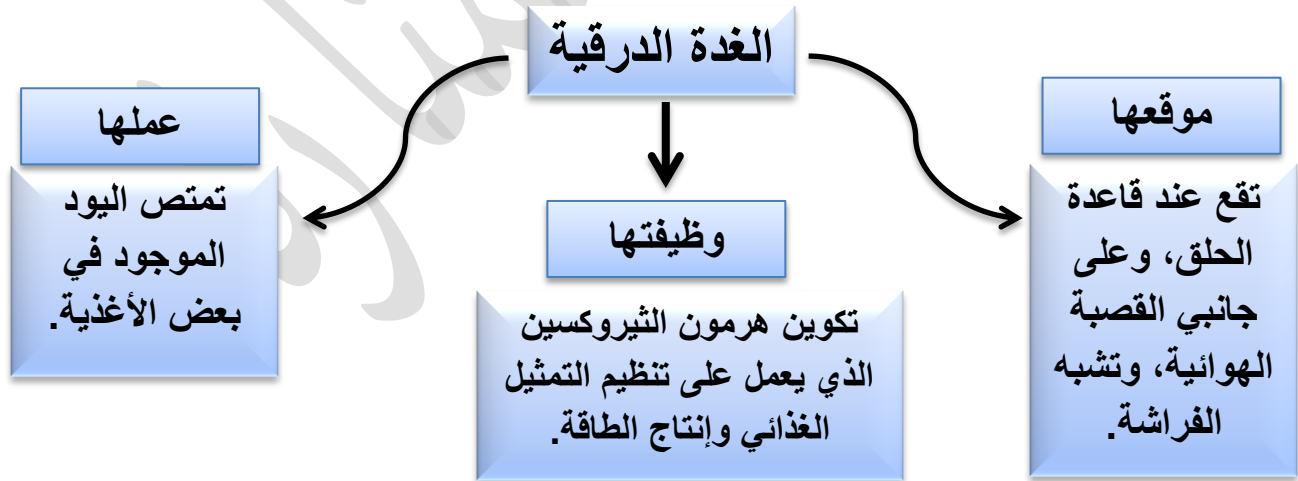 الغدة الدرقية
موقعها
تقع عند قاعدة
الحلق، وعلى
جانبي القصبة
الهوائية، وتشبه
الفراشة.
وظيفتها
تكوين هرمون الثيروكسين
الذي يعمل على تنظيم التمثيل
الغذائي وإنتاج الطاقة.
عملها
تمتص اليود
الموجود في
بعض الأغذية.